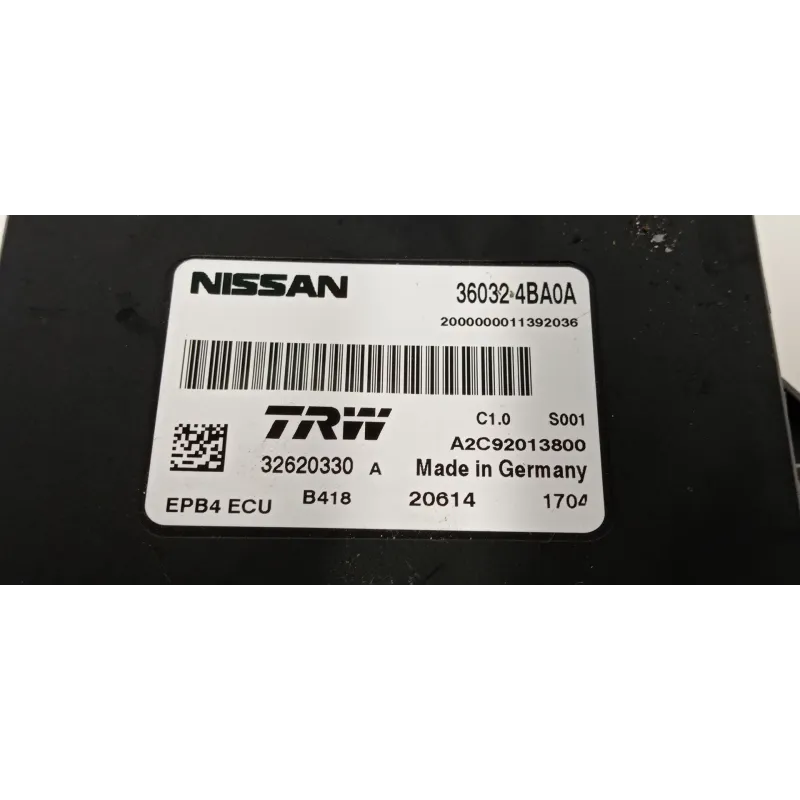 NISSAN 36032-4BA0A
2000000011392036
TRW C1.0 S001
A2C92013800
32620330 A Made in Germany
EPB4 ECU B418 20614 1704